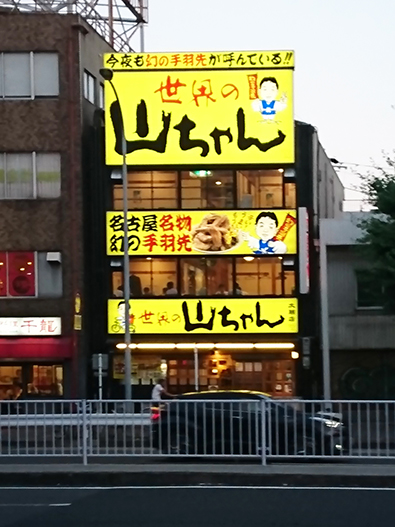 今夜も幻の手羽先が呼んでいる!!
世界の
山ちゃん
名古屋名物
幻の手羽先
世界の山ちゃん
千龍